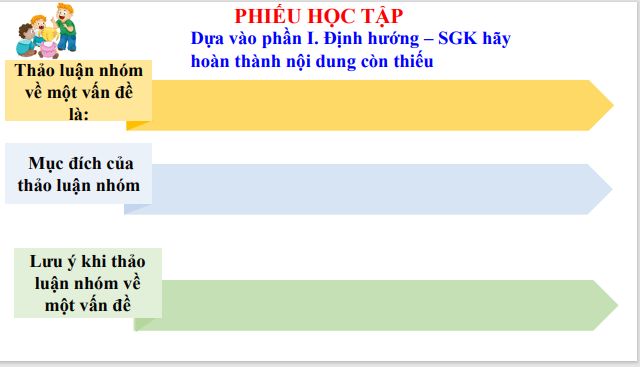 PHIẾU HỌC TẬP
Dựa vào phần I. Định hướng – SGK hãy
hoàn thành nội dung còn thiếu
Thảo luận nhóm
về một vấn đề
là:
Mục đích của
thảo luận nhóm
Lưu ý khi thảo
luận nhóm về
một vấn đề